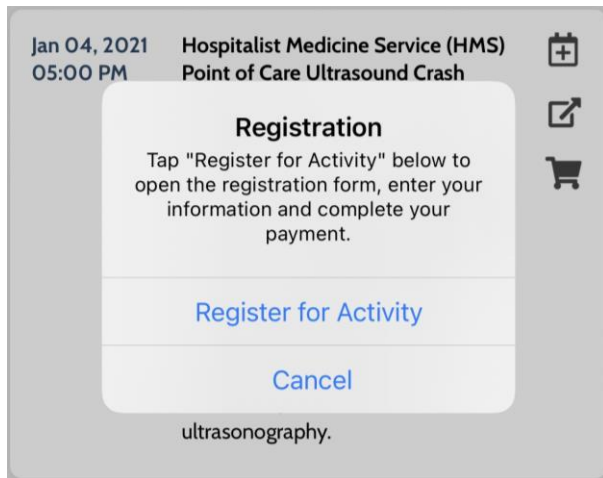 Jan 04, 2021
05:00 PM
Hospitalist Medicine Service (HMS)
Point of Care Ultrasound Crash
Registration
Tap "Register for Activity" below to
open the registration form, enter your
information and complete your
payment.
Register for Activity
Cancel
ultrasonography.